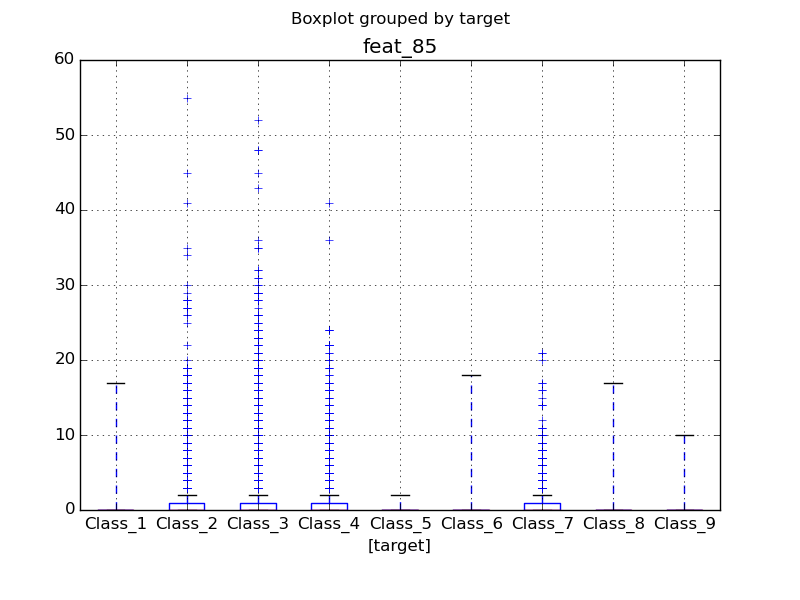 Boxplot grouped by target
feat_85
60
50
40
30
20
10
0
Class_1 Class_2 Class_3 Class_4 Class_5 Class_6 Class_7 Class_8 Class_9
[target]